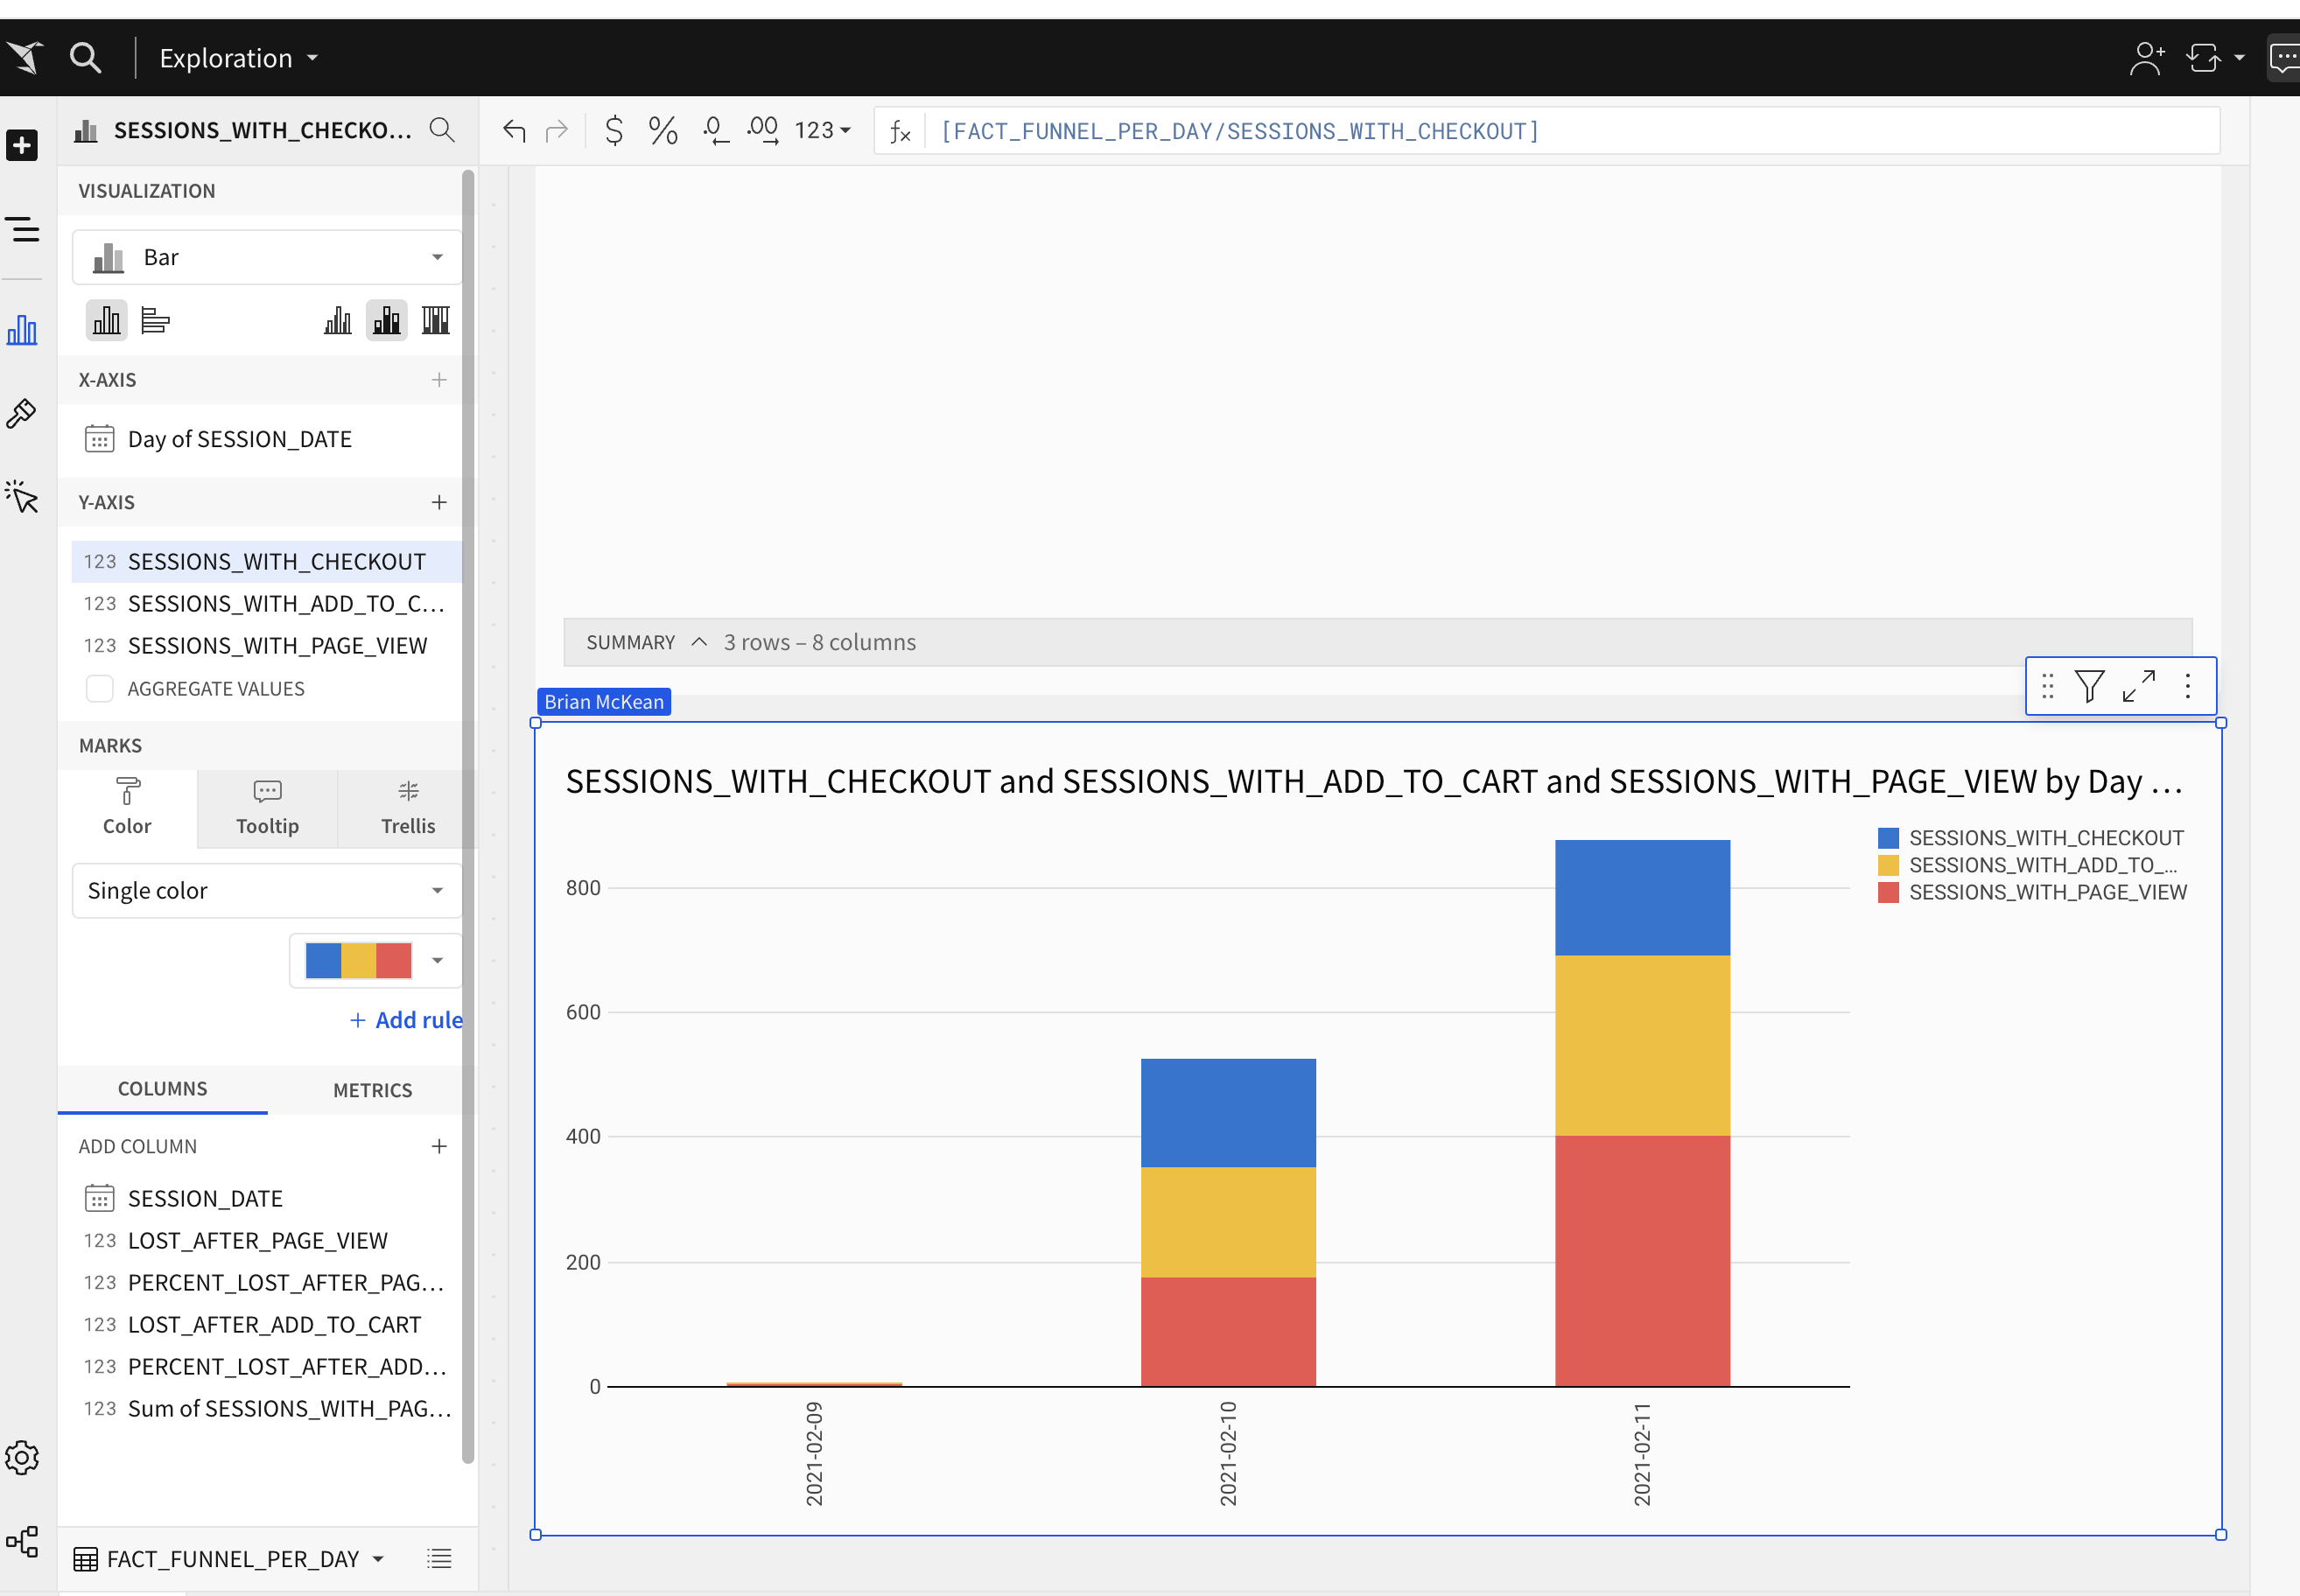 Exploration
SESSIONS_WITH_CHECKO...
$ % .0 .00 123
fx [FACT_FUNNEL_PER_DAY/SESSIONS_WITH_CHECKOUT]
VISUALIZATION
Bar
X-AXIS
Day of SESSION_DATE
Y-AXIS
123 SESSIONS_WITH_CHECKOUT
123 SESSIONS_WITH_ADD_TO_C...
123 SESSIONS_WITH_PAGE_VIEW
AGGREGATE VALUES
MARKS
Color
Tooltip
Trellis
Single color
+ Add rule
COLUMNS
METRICS
ADD COLUMN
SESSION_DATE
123 LOST_AFTER_PAGE_VIEW
123 PERCENT_LOST_AFTER_PAG...
123 LOST_AFTER_ADD_TO_CART
123 PERCENT_LOST_AFTER_ADD...
123 Sum of SESSIONS_WITH_PAG...
FACT_FUNNEL_PER_DAY
SUMMARY 3 rows – 8 columns
Brian McKean
SESSIONS_WITH_CHECKOUT and SESSIONS_WITH_ADD_TO_CART and SESSIONS_WITH_PAGE_VIEW by Day ...
SESSIONS_WITH_CHECKOUT
SESSIONS_WITH_ADD_TO_...
SESSIONS_WITH_PAGE_VIEW
800
600
400
200
0
2021-02-09
2021-02-10
2021-02-11